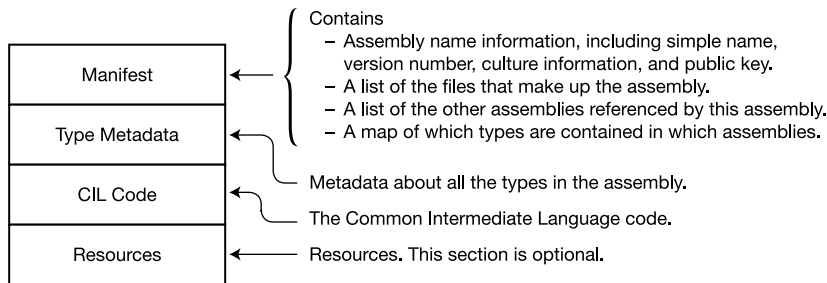 Contains
Manifest
– Assembly name information, including simple name,
version number, culture information, and public key.
– A list of the files that make up the assembly.
– A list of the other assemblies referenced by this assembly.
– A map of which types are contained in which assemblies.
Type Metadata
Metadata about all the types in the assembly.
CIL Code
The Common Intermediate Language code.
Resources
Resources. This section is optional.